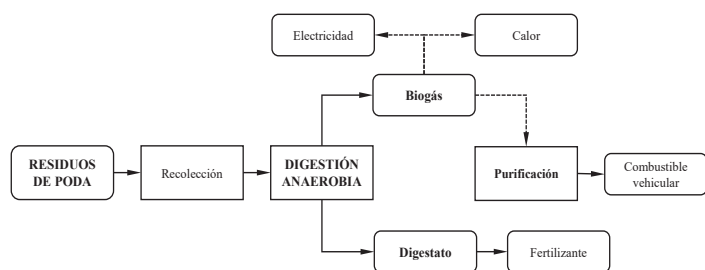 Electricidad
Calor
Biogás
RESIDUOS
DE PODA
Recolección
DIGESTIÓN
ANAEROBIA
Purificación
Combustible
vehicular
Digestato
Fertilizante